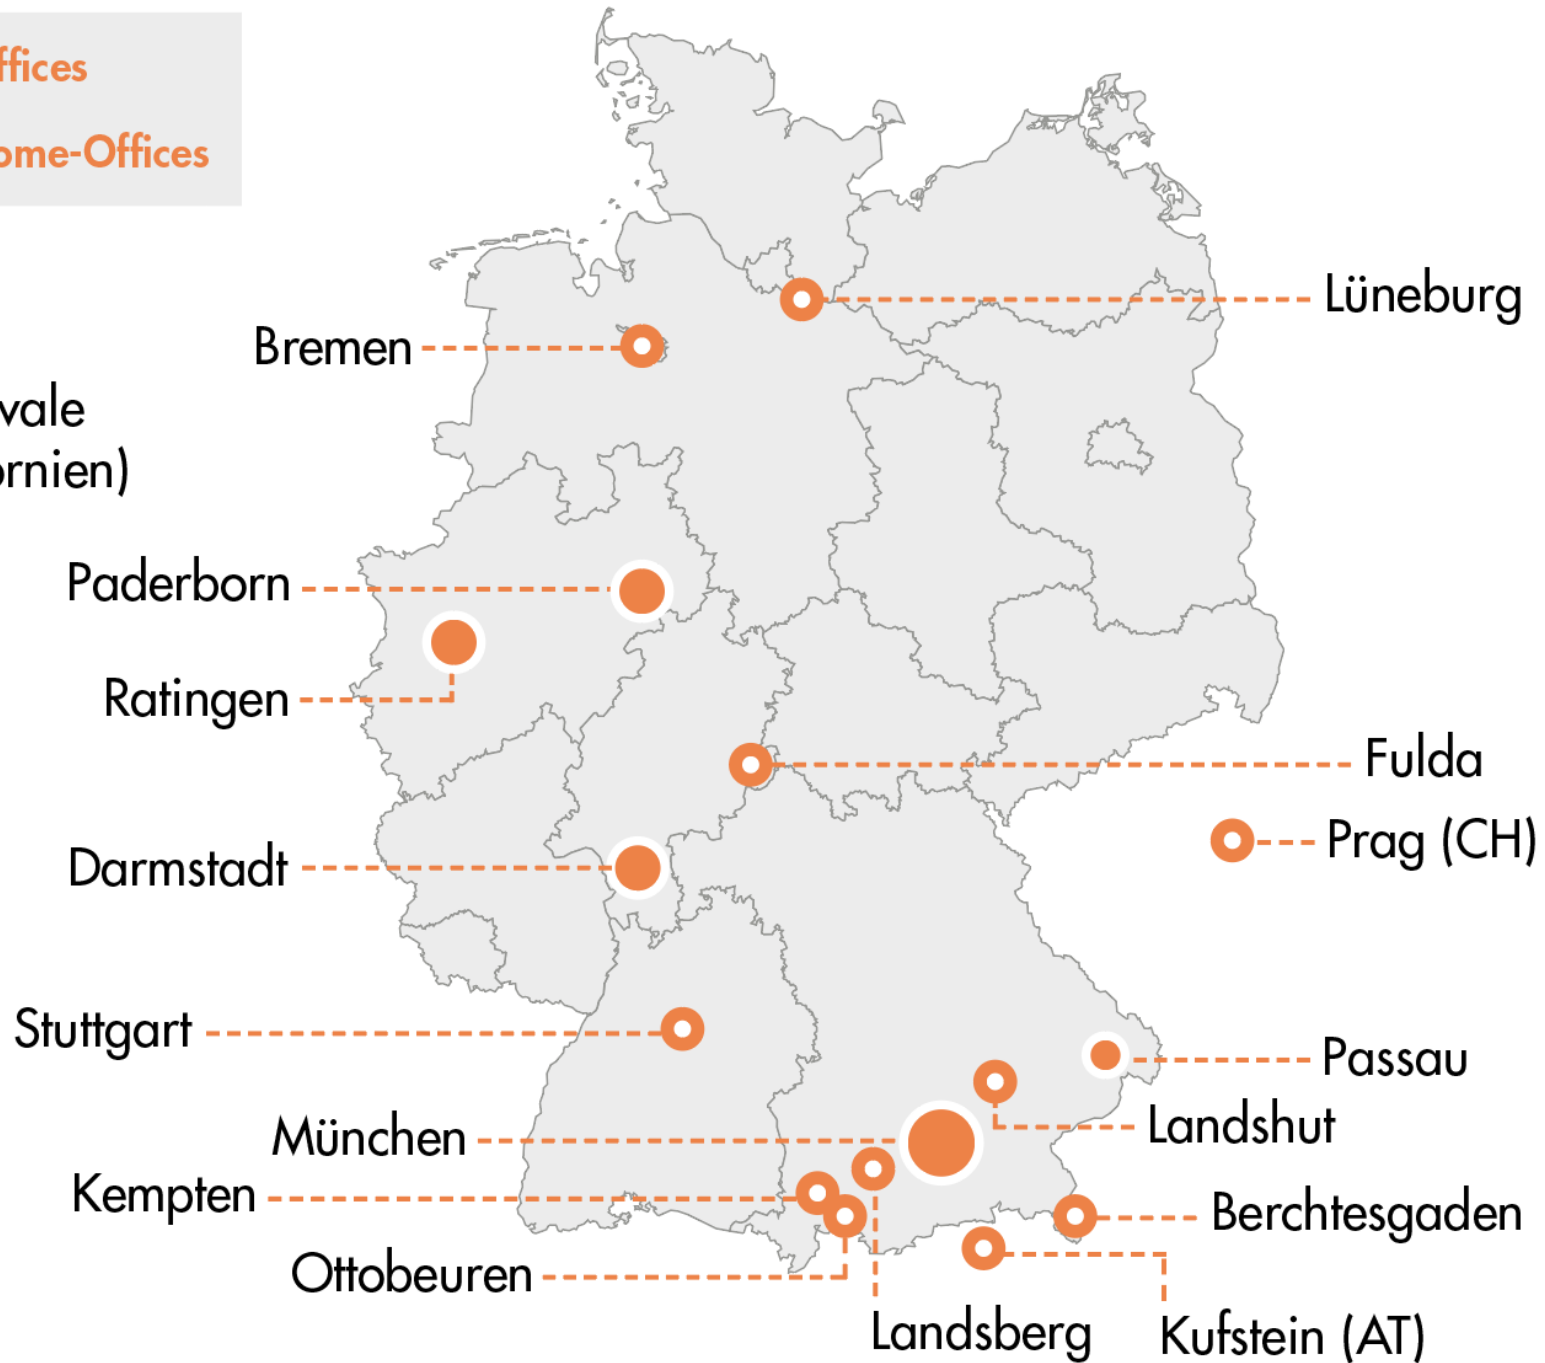 ffices
ome-Offices
Lüneburg
Bremen
vale
ornien)
Paderborn
Ratingen
Fulda
Prag (CH)
Darmstadt
Stuttgart
Passau
Landshut
München
Kempten
Berchtesgaden
Ottobeuren
Landsberg
Kufstein (AT)